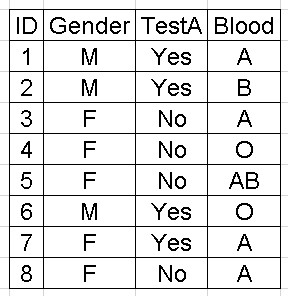 ID Gender TestA Blood
1 M Yes A
2 M Yes B
3 F No A
4 F No O
5 F No AB
6 M Yes O
7 F Yes A
8 F No A